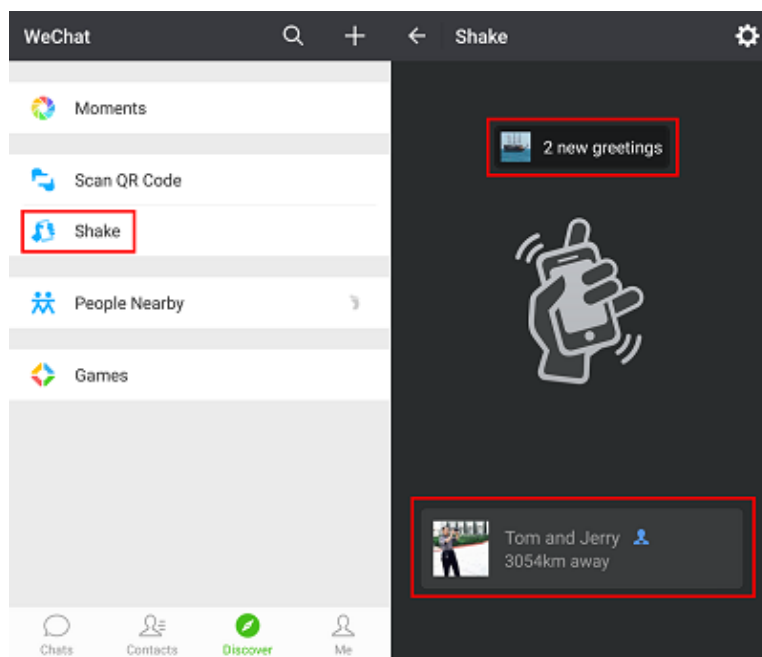 WeChat
Moments
Scan QR Code
Shake
People Nearby
Games
Chats
Contacts
Discover
Me
Shake
2 new greetings
Tom and Jerry
3054km away